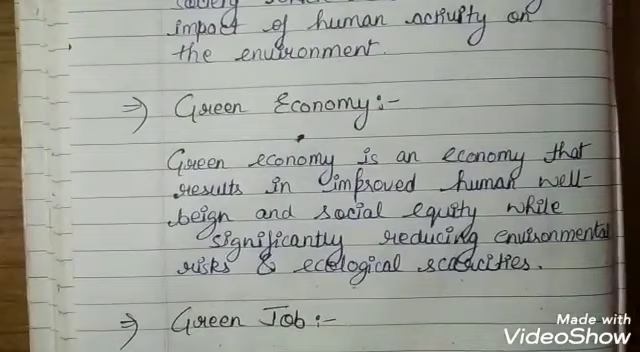 impact of human activity on
the environment.
⇒ Green Economy:-
Green economy is an economy that
results in improved human well-
beign and social equity while
significantly reducing environmental
risks & ecological scarcities.
⇒ Green Job:-
Made with
VideoShow